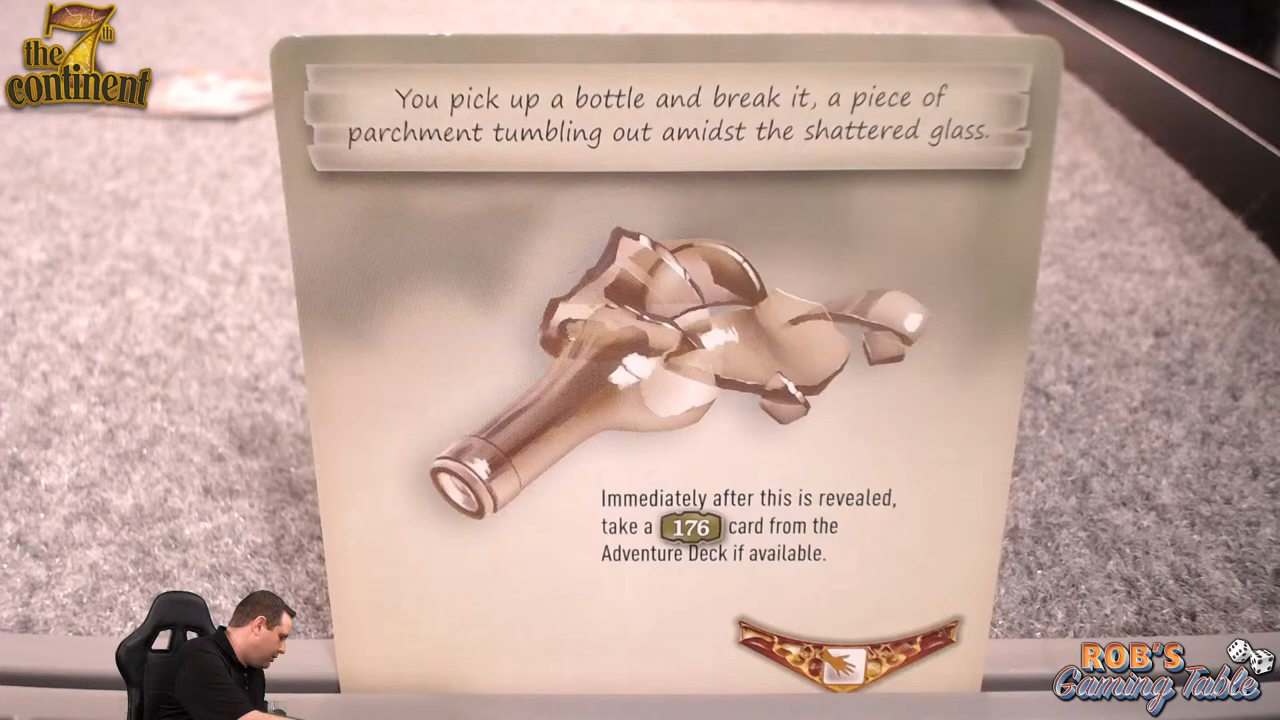 the 7th
continent
You pick up a bottle and break it, a piece of
parchment tumbling out amidst the shattered glass.
Immediately after this is revealed,
take a 176 card from the
Adventure Deck if available.
ROB'S
Gaming Table